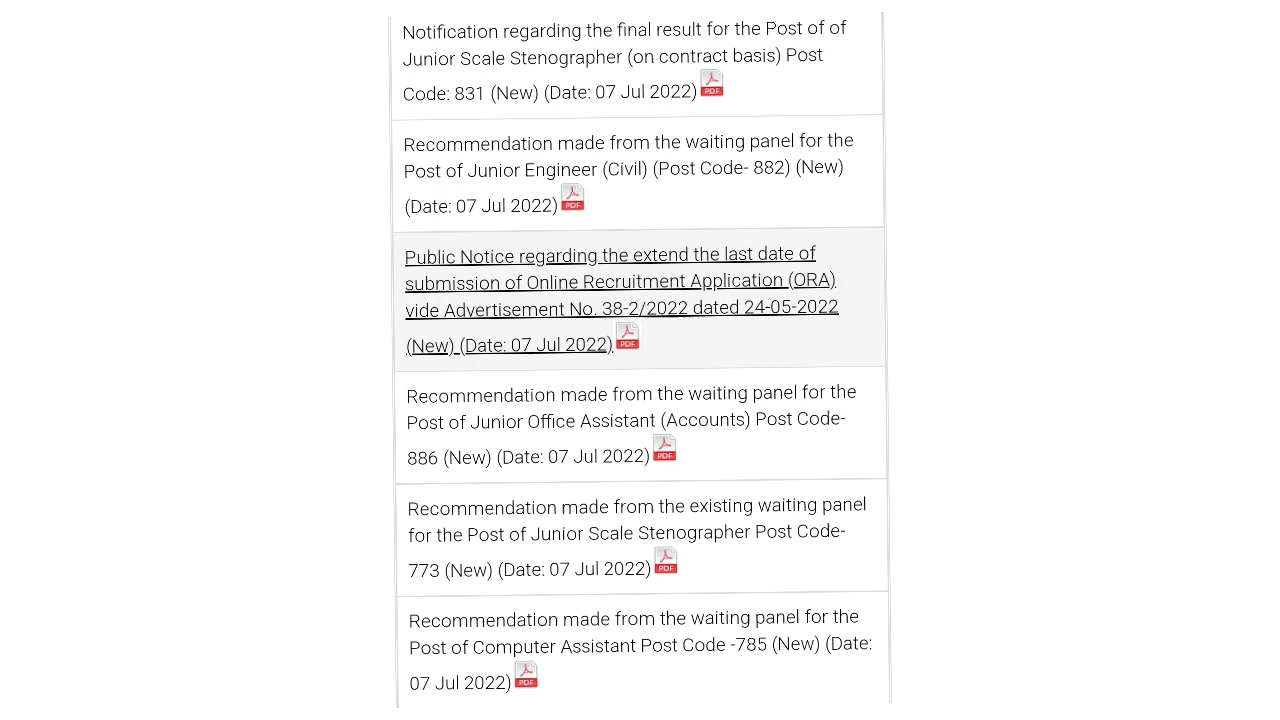 Notification regarding the final result for the Post of of
Junior Scale Stenographer (on contract basis) Post
Code: 831 (New) (Date: 07 Jul 2022)
PDF
Recommendation made from the waiting panel for the
Post of Junior Engineer (Civil) (Post Code- 882) (New)
(Date: 07 Jul 2022)
PDF
Public Notice regarding the extend the last date of
submission of Online Recruitment Application (ORA)
vide Advertisement No. 38-2/2022 dated 24-05-2022
(New) (Date: 07 Jul 2022)
PDF
Recommendation made from the waiting panel for the
Post of Junior Office Assistant (Accounts) Post Code-
886 (New) (Date: 07 Jul 2022)
PDF
Recommendation made from the existing waiting panel
for the Post of Junior Scale Stenographer Post Code-
773 (New) (Date: 07 Jul 2022)
PDF
Recommendation made from the waiting panel for the
Post of Computer Assistant Post Code -785 (New) (Date:
07 Jul 2022)
PDF